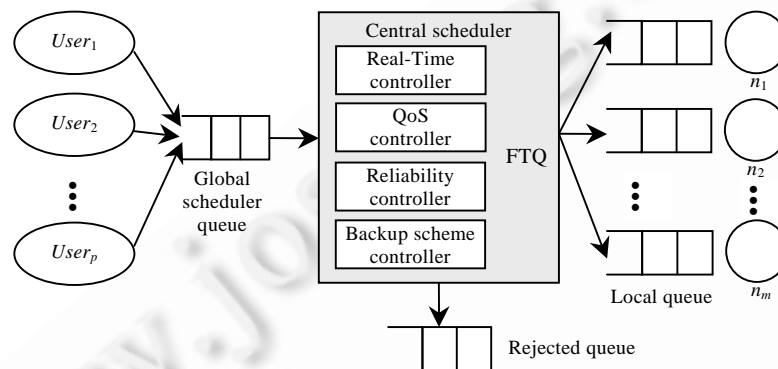 User1
User2
Userp
Global
scheduler
queue
Central scheduler
Real-Time
controller
QoS
controller
Reliability
controller
Backup scheme
controller
FTQ
Rejected queue
Local queue
n1
n2
nm